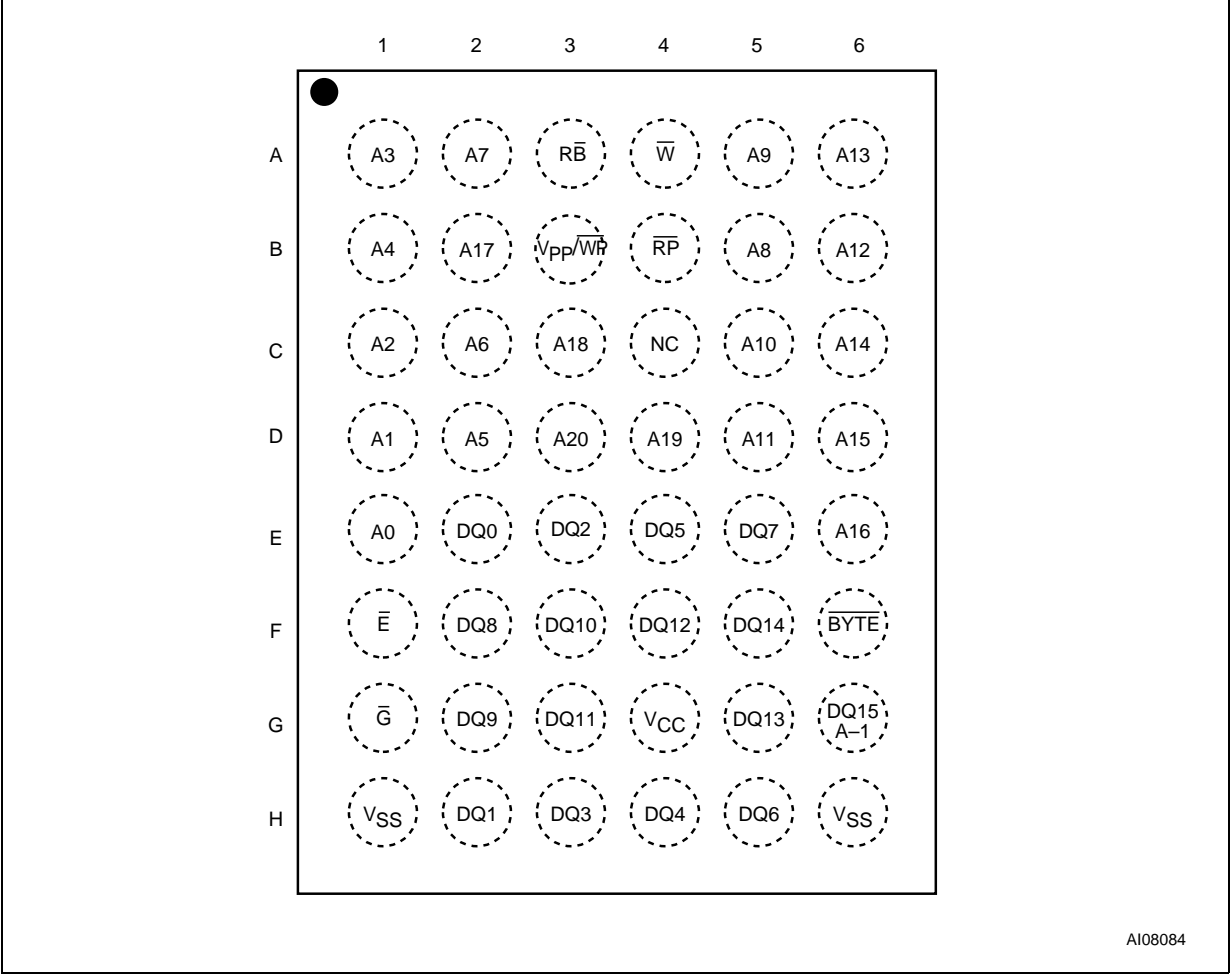 1 2 3 4 5 6
A A3 A7 RB̅ W̅ A9 A13
B A4 A17 VPP/W̅P̅ R̅P̅ A8 A12
C A2 A6 A18 NC A10 A14
D A1 A5 A20 A19 A11 A15
E A0 DQ0 DQ2 DQ5 DQ7 A16
F E̅ DQ8 DQ10 DQ12 DQ14 B̅Y̅T̅E̅
G G̅ DQ9 DQ11 VCC DQ13 DQ15
A–1
H VSS DQ1 DQ3 DQ4 DQ6 VSS
AI08084